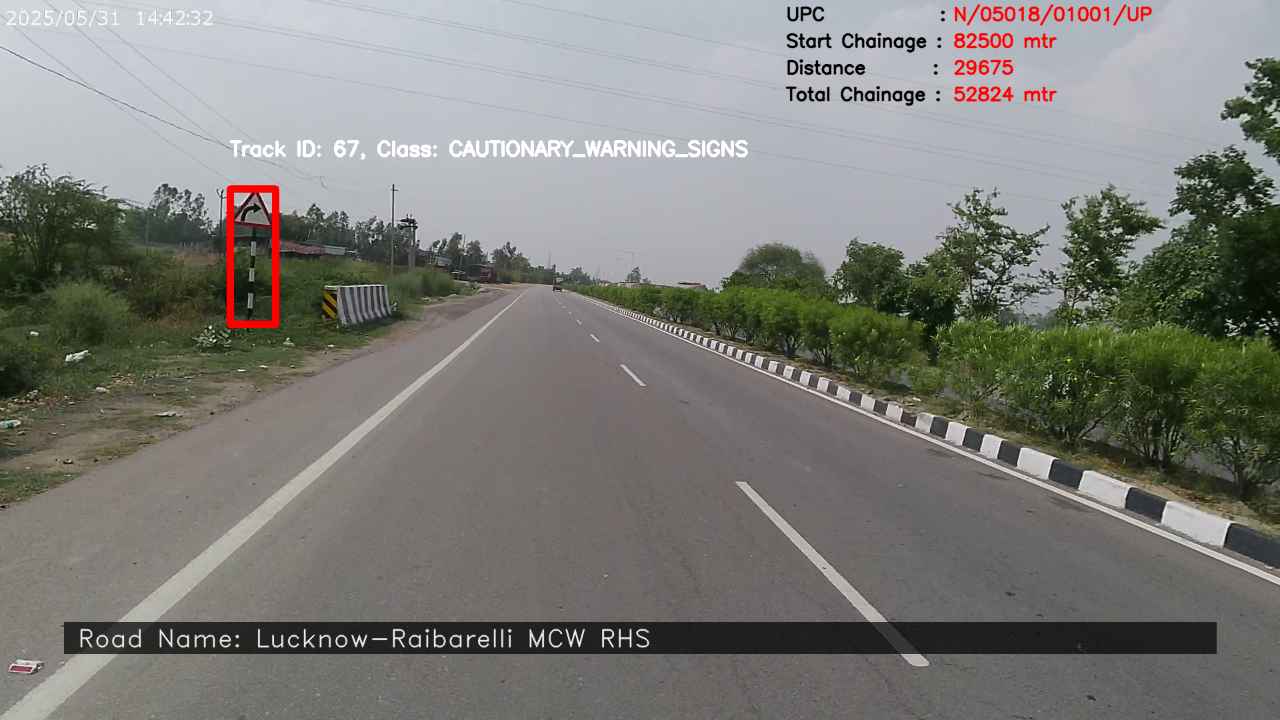 2025/05/31 14:42:32
UPC : N/05018/01001/UP
Start Chainage : 82500 mtr
Distance : 29675
Total Chainage : 52824 mtr
Track ID: 67, Class: CAUTIONARY_WARNING_SIGNS
Road Name: Lucknow-Raibarelli MCW RHS